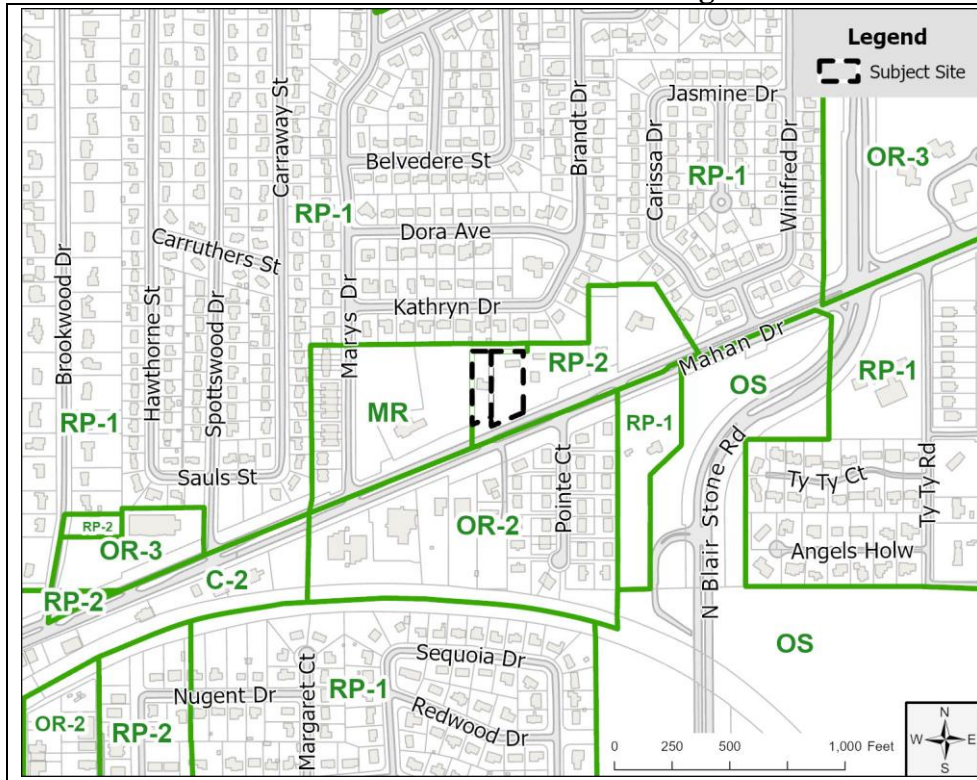 Legend
Subject Site
Jasmine Dr
OR-3
Brandt Dr
Carraway St
Belvedere St
Carissa Dr
RP-1
Winifred Dr
RP-1
Dora Ave
Carruthers St
Kathryn Dr
Marys Dr
Brookwood Dr
Hawthorne St
Spottswood Dr
RP-2
Mahan Dr
RP-1
MR
OS
RP-1
RP-1
Sauls St
Pointe Ct
N Blair Stone Rd
Ty Ty Ct
Ty Ty Rd
RP-2
OR-3
OR-2
Angels Holw
C-2
RP-2
OS
Sequoia Dr
Margaret Ct
RP-1
Nugent Dr
OR-2
RP-2
Redwood Dr
0 250 500 1,000 Feet
N
W E
S